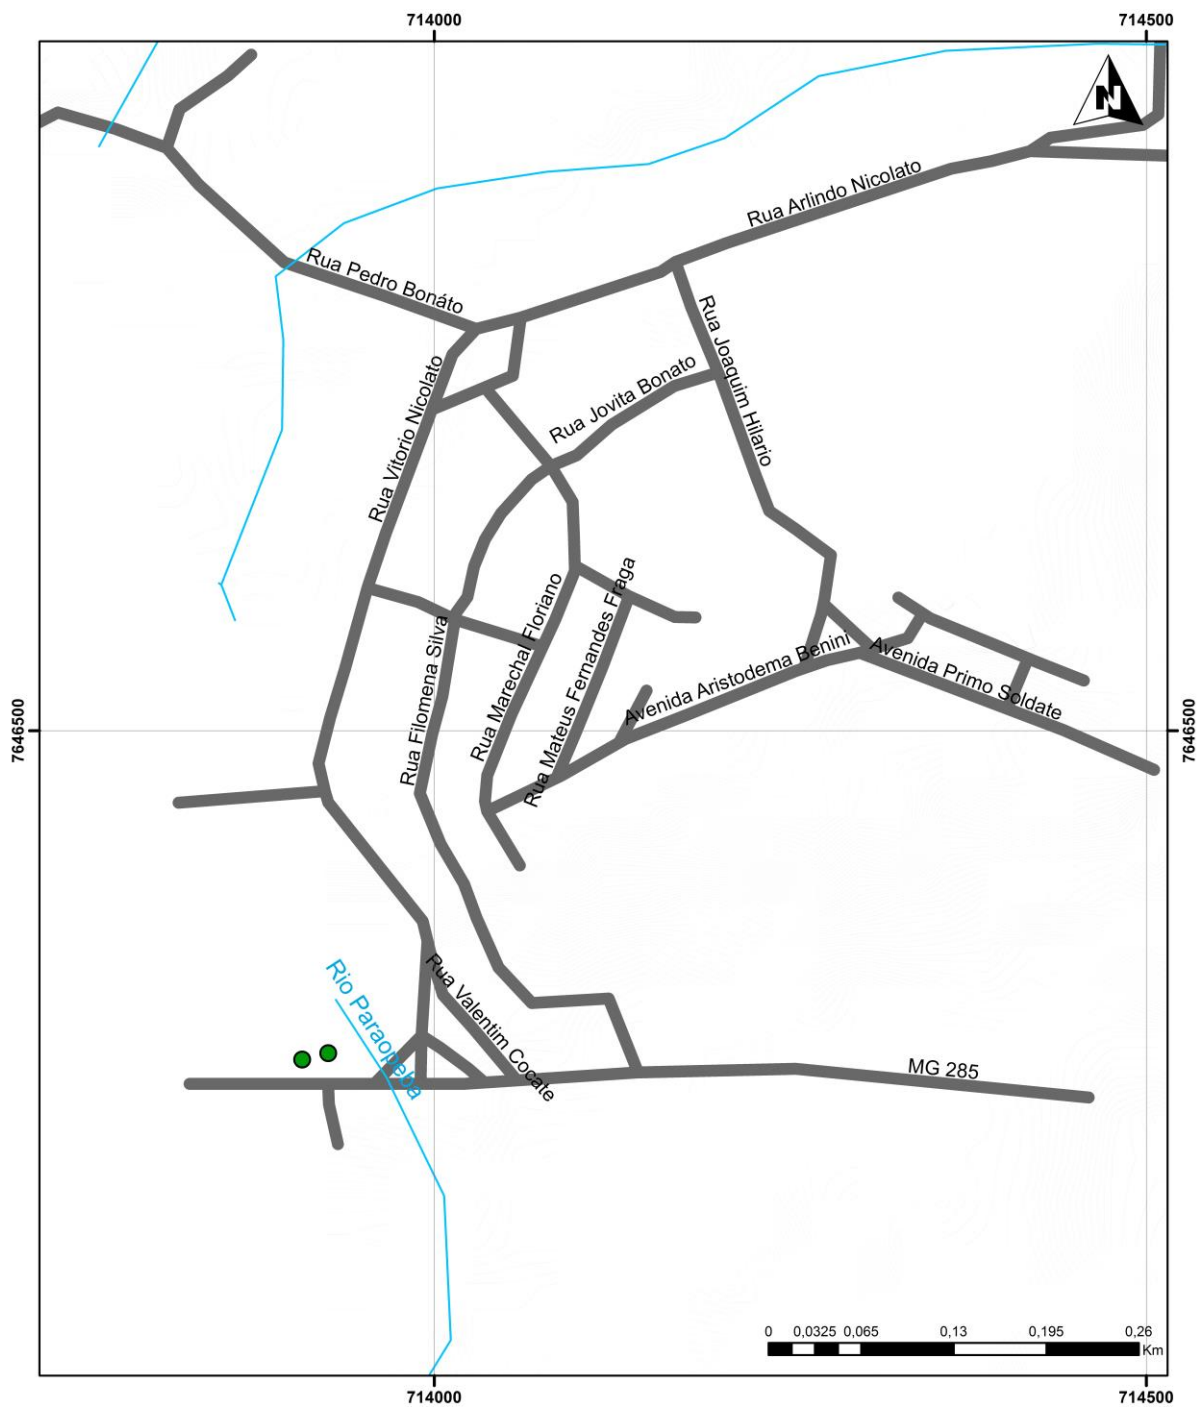 714000
714500
N
Rua Arlindo Nicolato
Rua Pedro Bonáto
Rua Joaquim Hilario
Rua Vitorio Nicolato
Rua Jovita Bonato
Rua Marechal Floriano
Rua Mateus Fernandes Fraga
Rua Filomena Silva
Avenida Aristodema Benini
Avenida Primo Soldate
7646500
7646500
Rua Valentim Cocate
Rio Paraopeba
MG 285
0 0,0325 0,065 0,13 0,195 0,26
Km
714000
714500